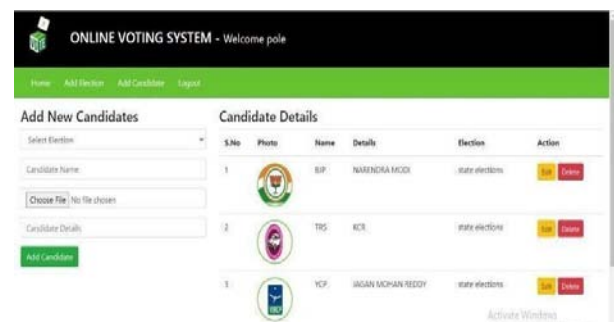 ONLINE VOTING SYSTEM - Welcome pole
Home Add Election Add Candidate Logout
Add New Candidates
Select Election
Candidate Name
Choose File No file chosen
Candidate Details
Add Candidate
Candidate Details
S.No Photo Name Details Election Action
1 BJP NARENDRA MODI state elections Edit Delete
2 TRS KCR state elections Edit Delete
3 YCP JAGAN MOHAN REDDY state elections Edit Delete
Activate Windows